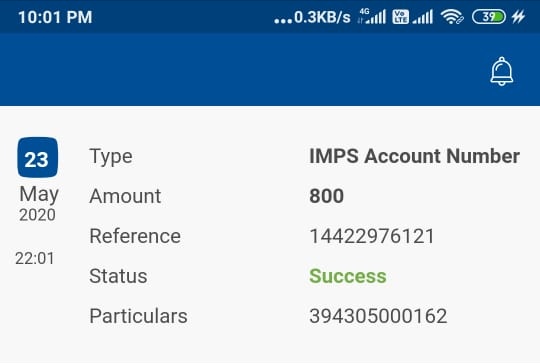 10:01 PM ...0.3KB/s 4G Vo LTE 39
23 Type IMPS Account Number
May Amount 800
2020
Reference 14422976121
22:01
Status Success
Particulars 394305000162